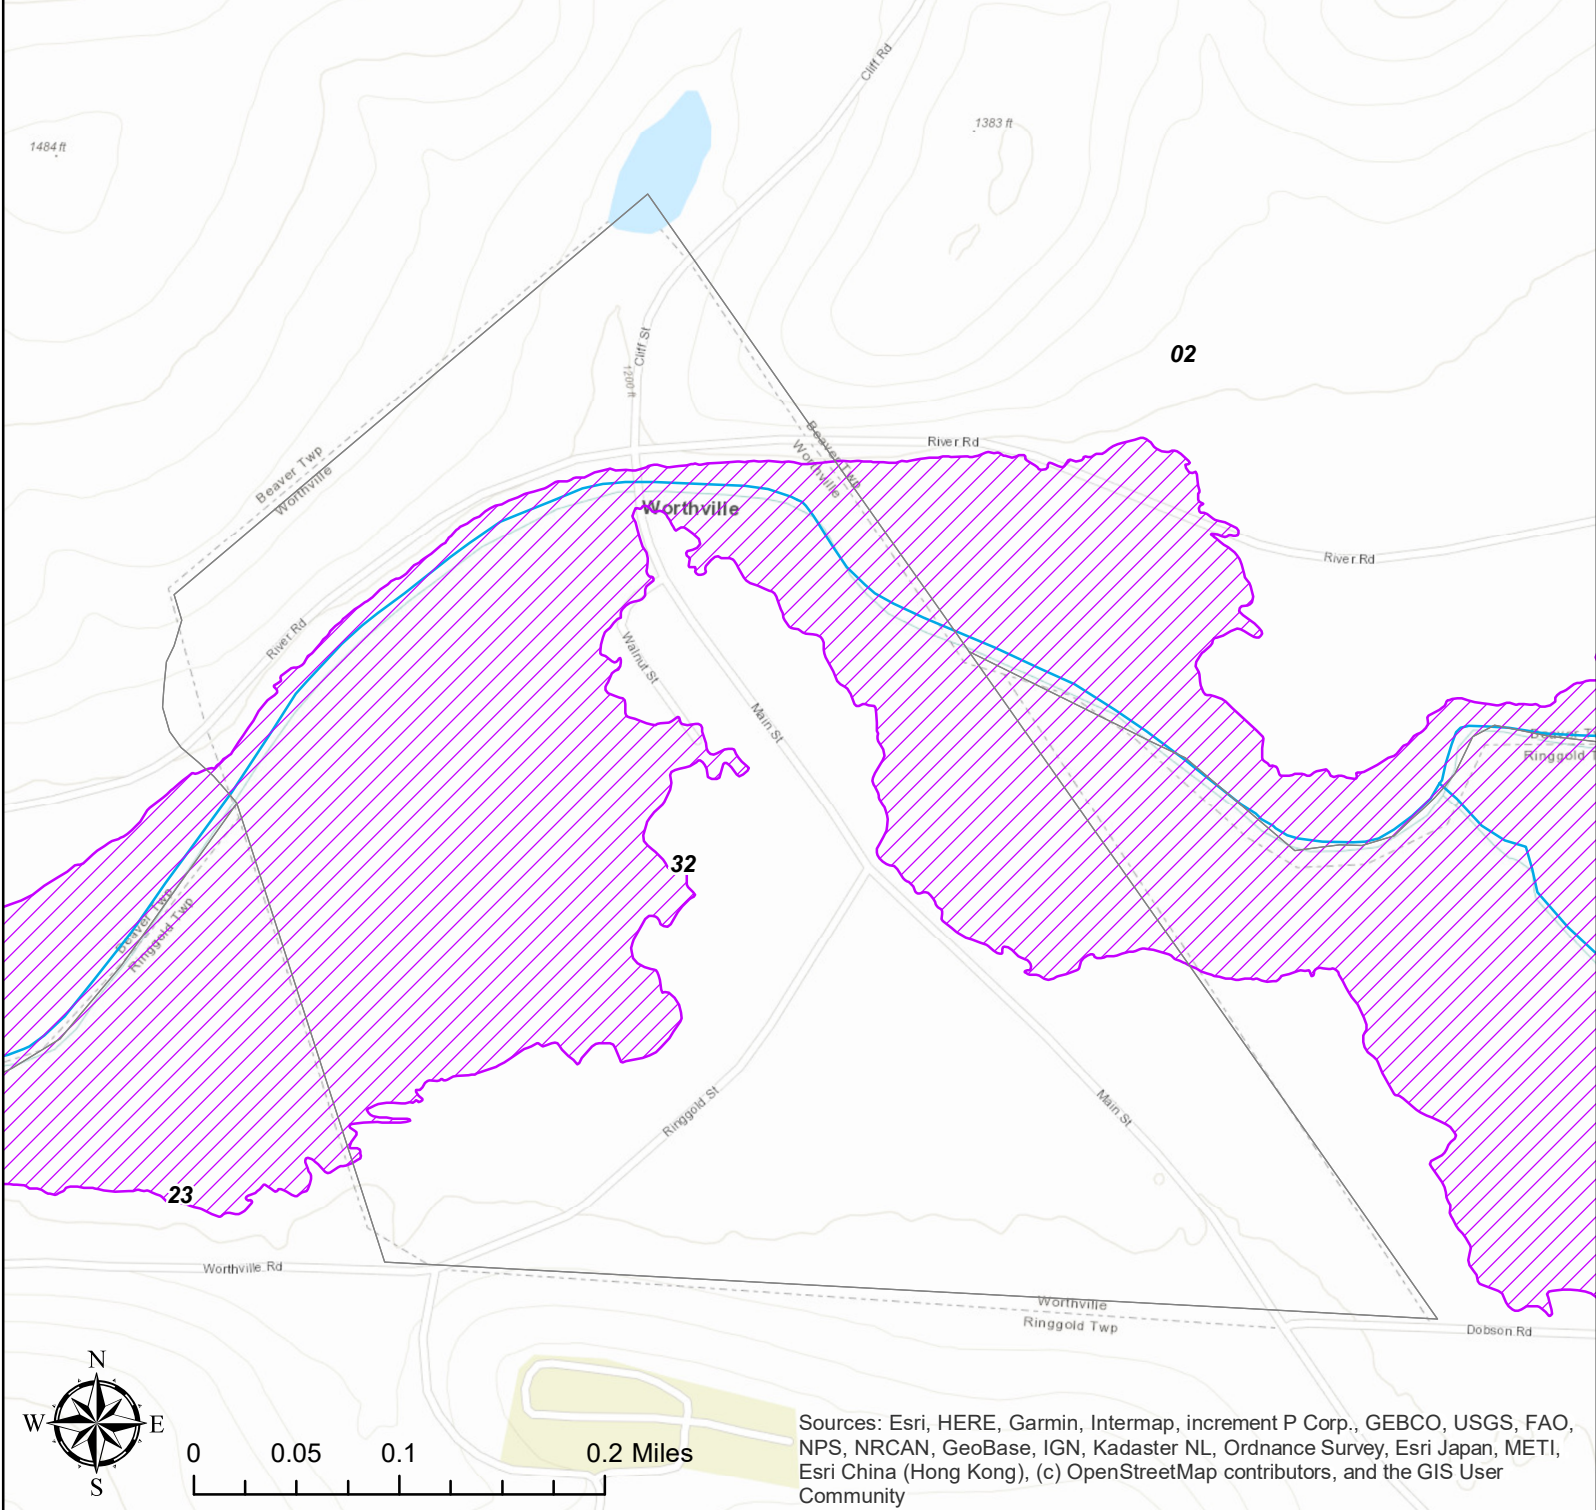 Cliff Rd
1383 ft
1484 ft
Cliff St
1200 ft
02
Beaver Twp
Worthville
Beaver Twp
Worthville
River Rd
Worthville
River Rd
River Rd
Walnut St
Main St
Beaver T
Ringgold T
32
Beaver Twp
Ringgold Twp
Ringgold St
Main St
23
Worthville Rd
Worthville
Ringgold Twp
Dobson Rd
N
W E
S
0 0.05 0.1 0.2 Miles
Sources: Esri, HERE, Garmin, Intermap, increment P Corp., GEBCO, USGS, FAO,
NPS, NRCAN, GeoBase, IGN, Kadaster NL, Ordnance Survey, Esri Japan, METI,
Esri China (Hong Kong), (c) OpenStreetMap contributors, and the GIS User
Community